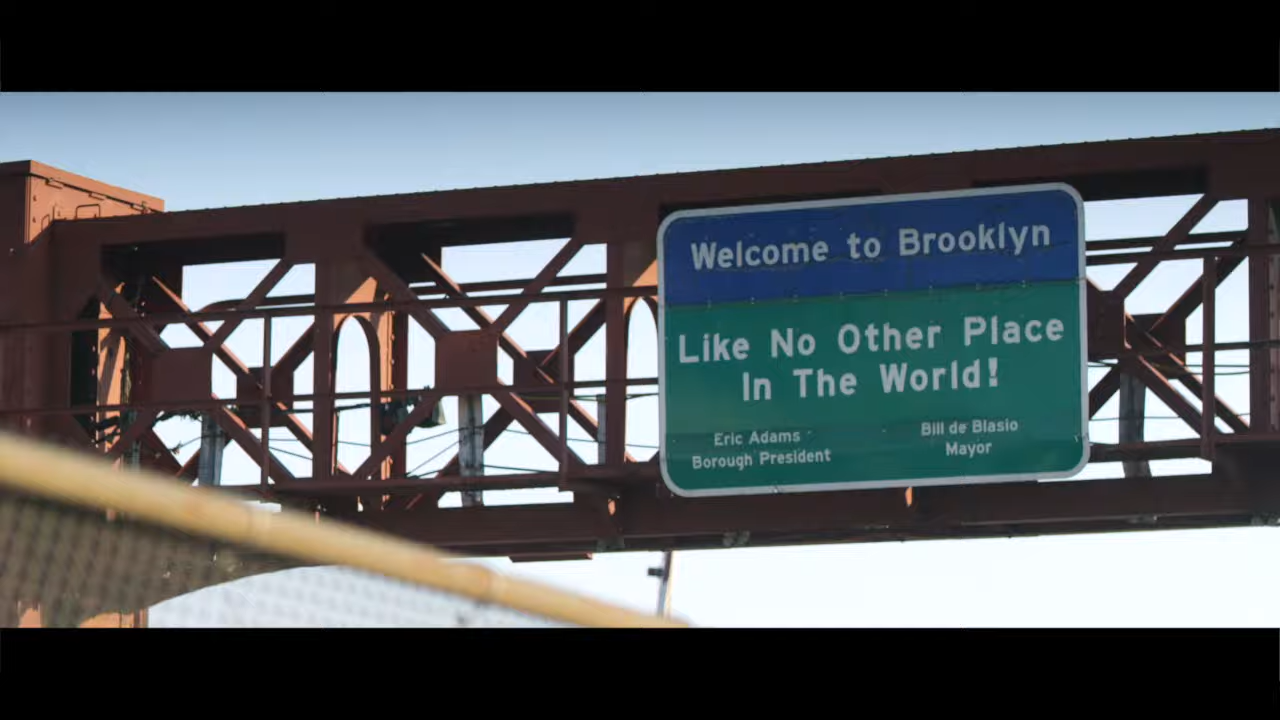 Welcome to Brooklyn
Like No Other Place
In The World!
Eric Adams
Borough President
Bill de Blasio
Mayor